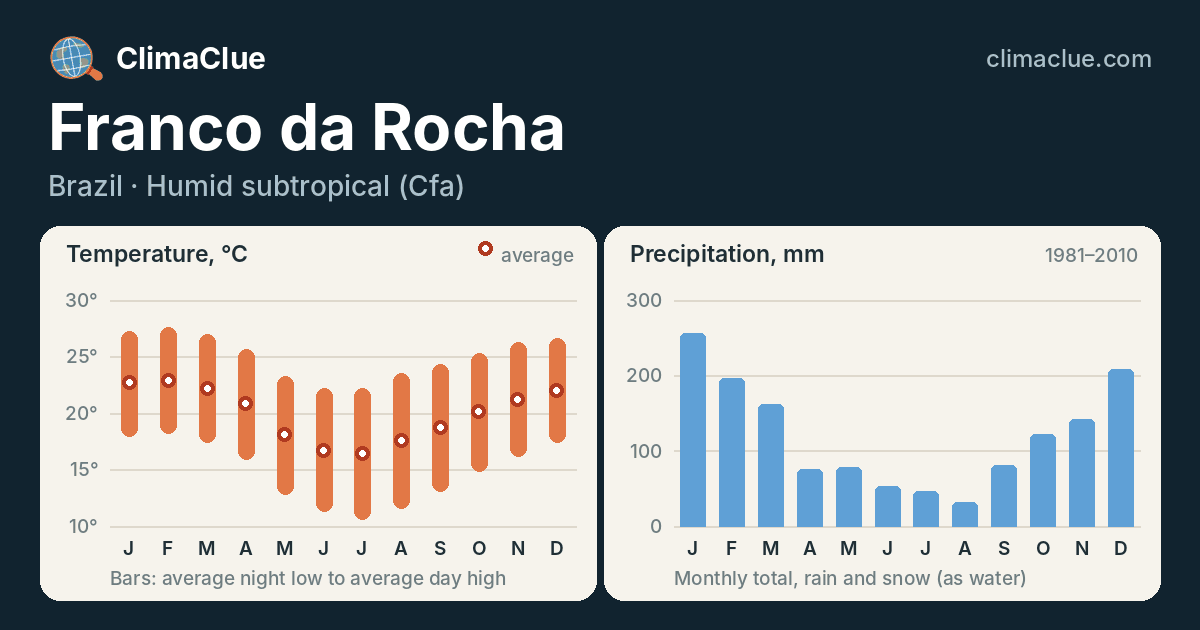 ClimaClue
climaclue.com
Franco da Rocha
Brazil · Humid subtropical (Cfa)
Temperature, °C
average
30°
25°
20°
15°
10°
J F M A M J J A S O N D
Bars: average night low to average day high
Precipitation, mm
1981–2010
300
200
100
0
J F M A M J J A S O N D
Monthly total, rain and snow (as water)